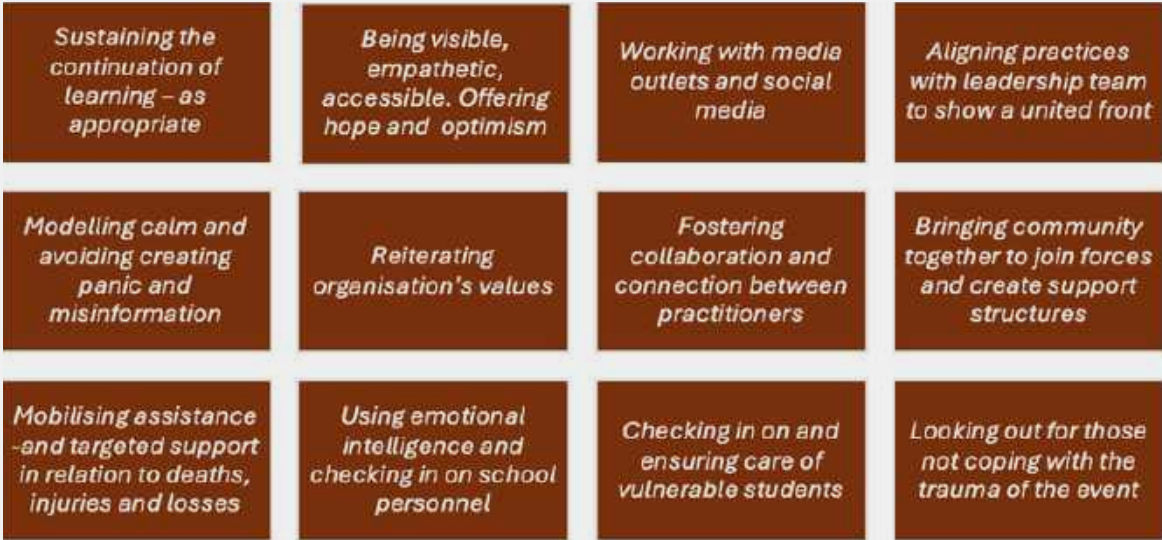 Sustaining the
continuation of
learning – as
appropriate
Being visible,
empathetic,
accessible. Offering
hope and optimism
Working with media
outlets and social
media
Aligning practices
with leadership team
to show a united front
Modelling calm and
avoiding creating
panic and
misinformation
Reiterating
organisation's values
Fostering
collaboration and
connection between
practitioners
Bringing community
together to join forces
and create support
structures
Mobilising assistance
-and targeted support
in relation to deaths,
injuries and losses
Using emotional
intelligence and
checking in on school
personnel
Checking in on and
ensuring care of
vulnerable students
Looking out for those
not coping with the
trauma of the event